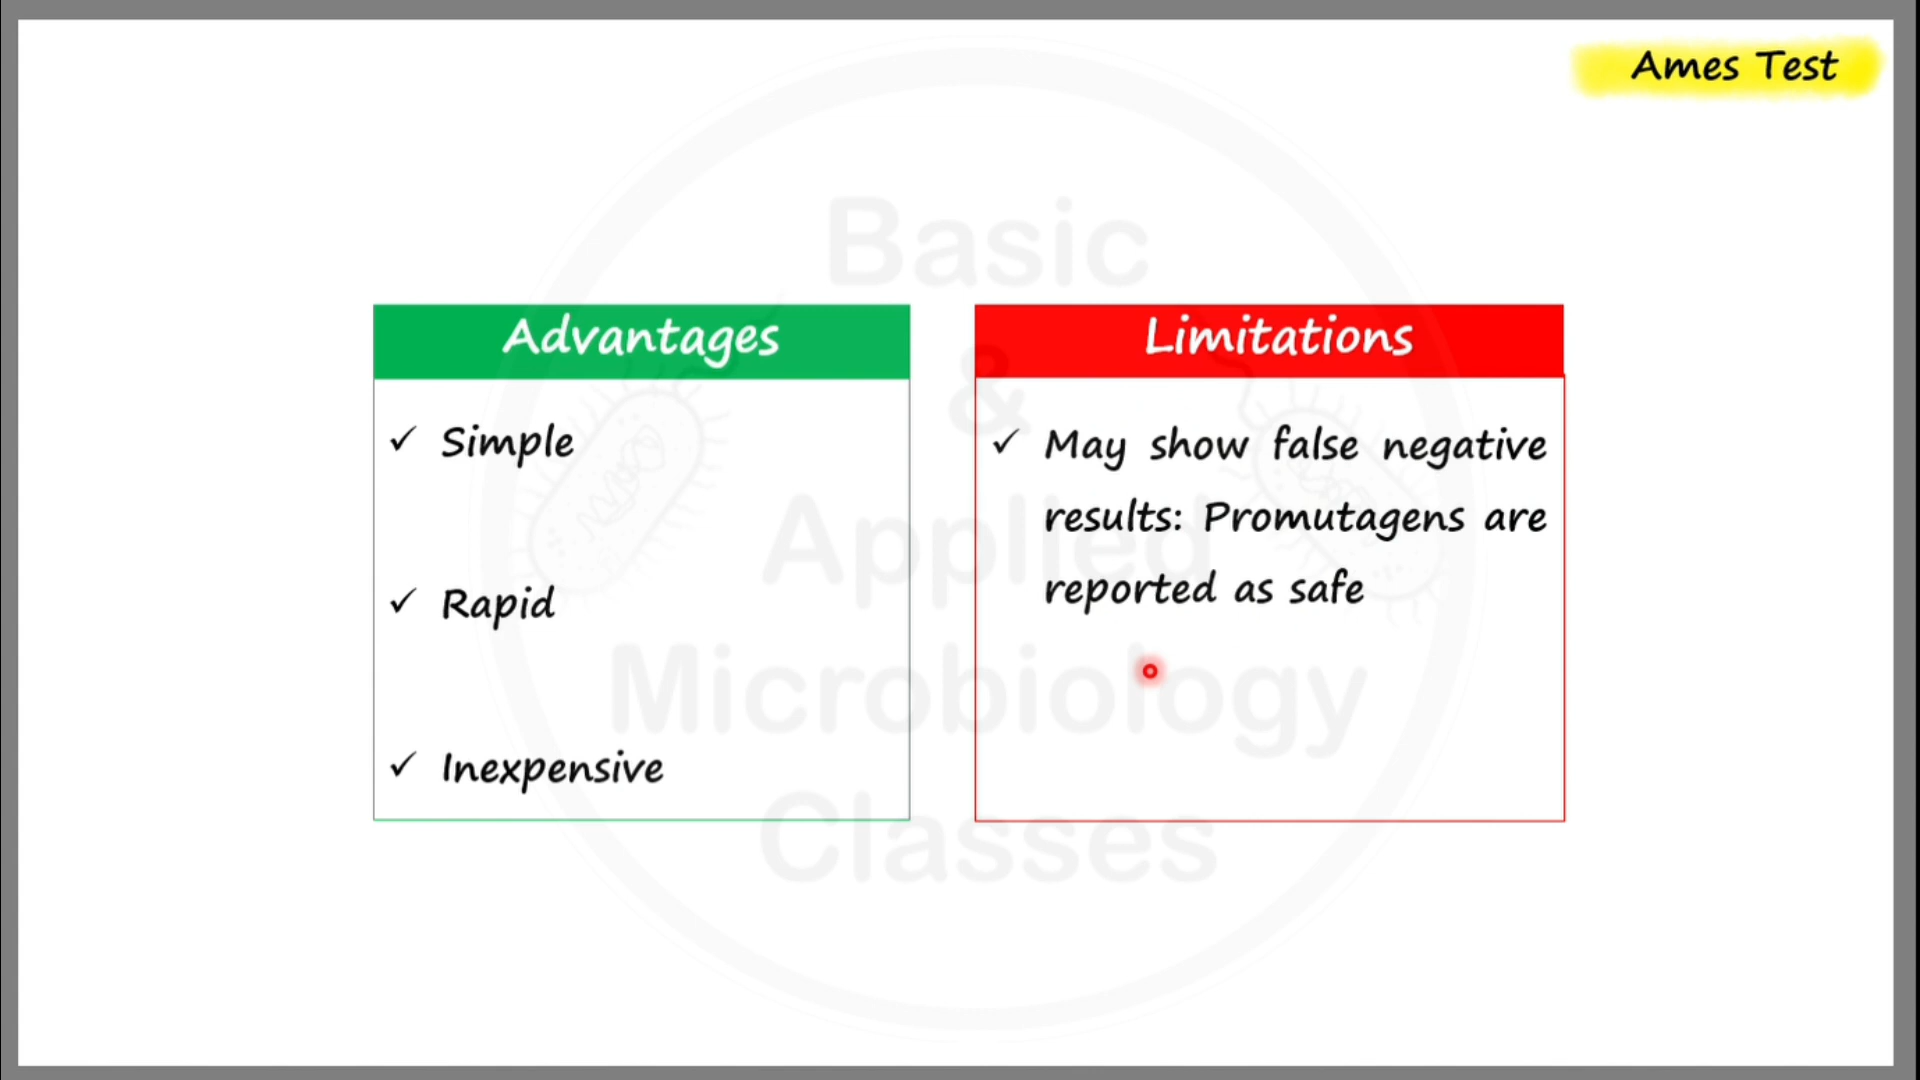 Ames Test
Basic
&
Applied
Microbiology
Classes
Advantages
✓ Simple
✓ Rapid
✓ Inexpensive
Limitations
✓ May show false negative
results: Promutagens are
reported as safe